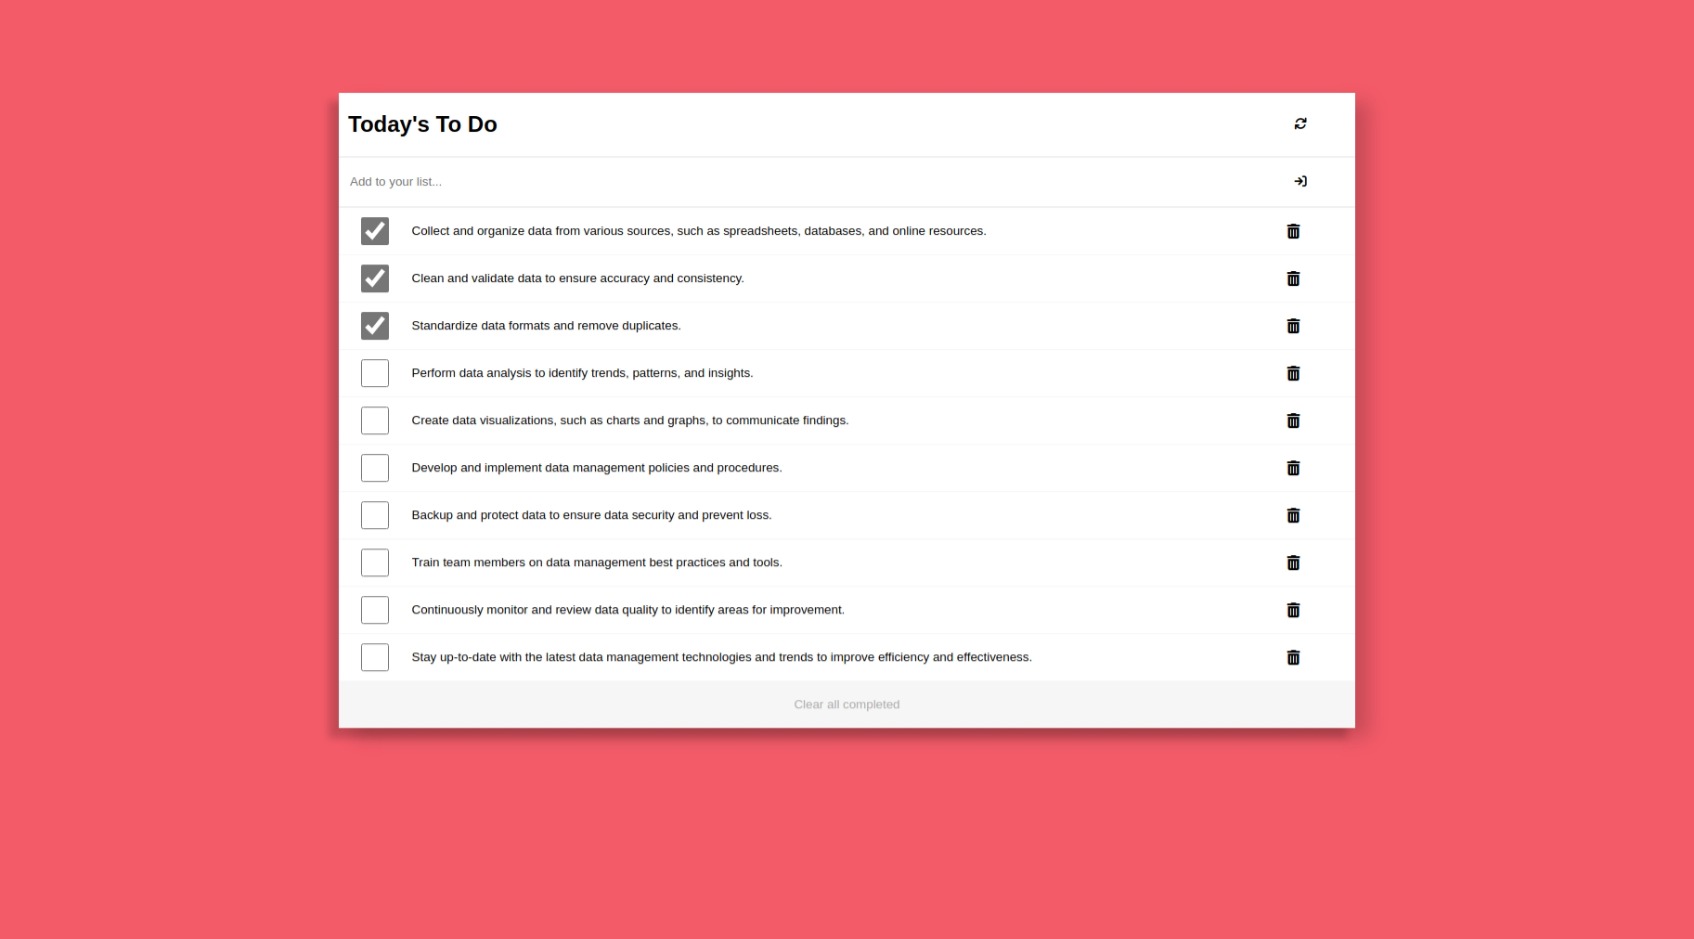 Today's To Do
Add to your list...
Collect and organize data from various sources, such as spreadsheets, databases, and online resources.
Clean and validate data to ensure accuracy and consistency.
Standardize data formats and remove duplicates.
Perform data analysis to identify trends, patterns, and insights.
Create data visualizations, such as charts and graphs, to communicate findings.
Develop and implement data management policies and procedures.
Backup and protect data to ensure data security and prevent loss.
Train team members on data management best practices and tools.
Continuously monitor and review data quality to identify areas for improvement.
Stay up-to-date with the latest data management technologies and trends to improve efficiency and effectiveness.
Clear all completed